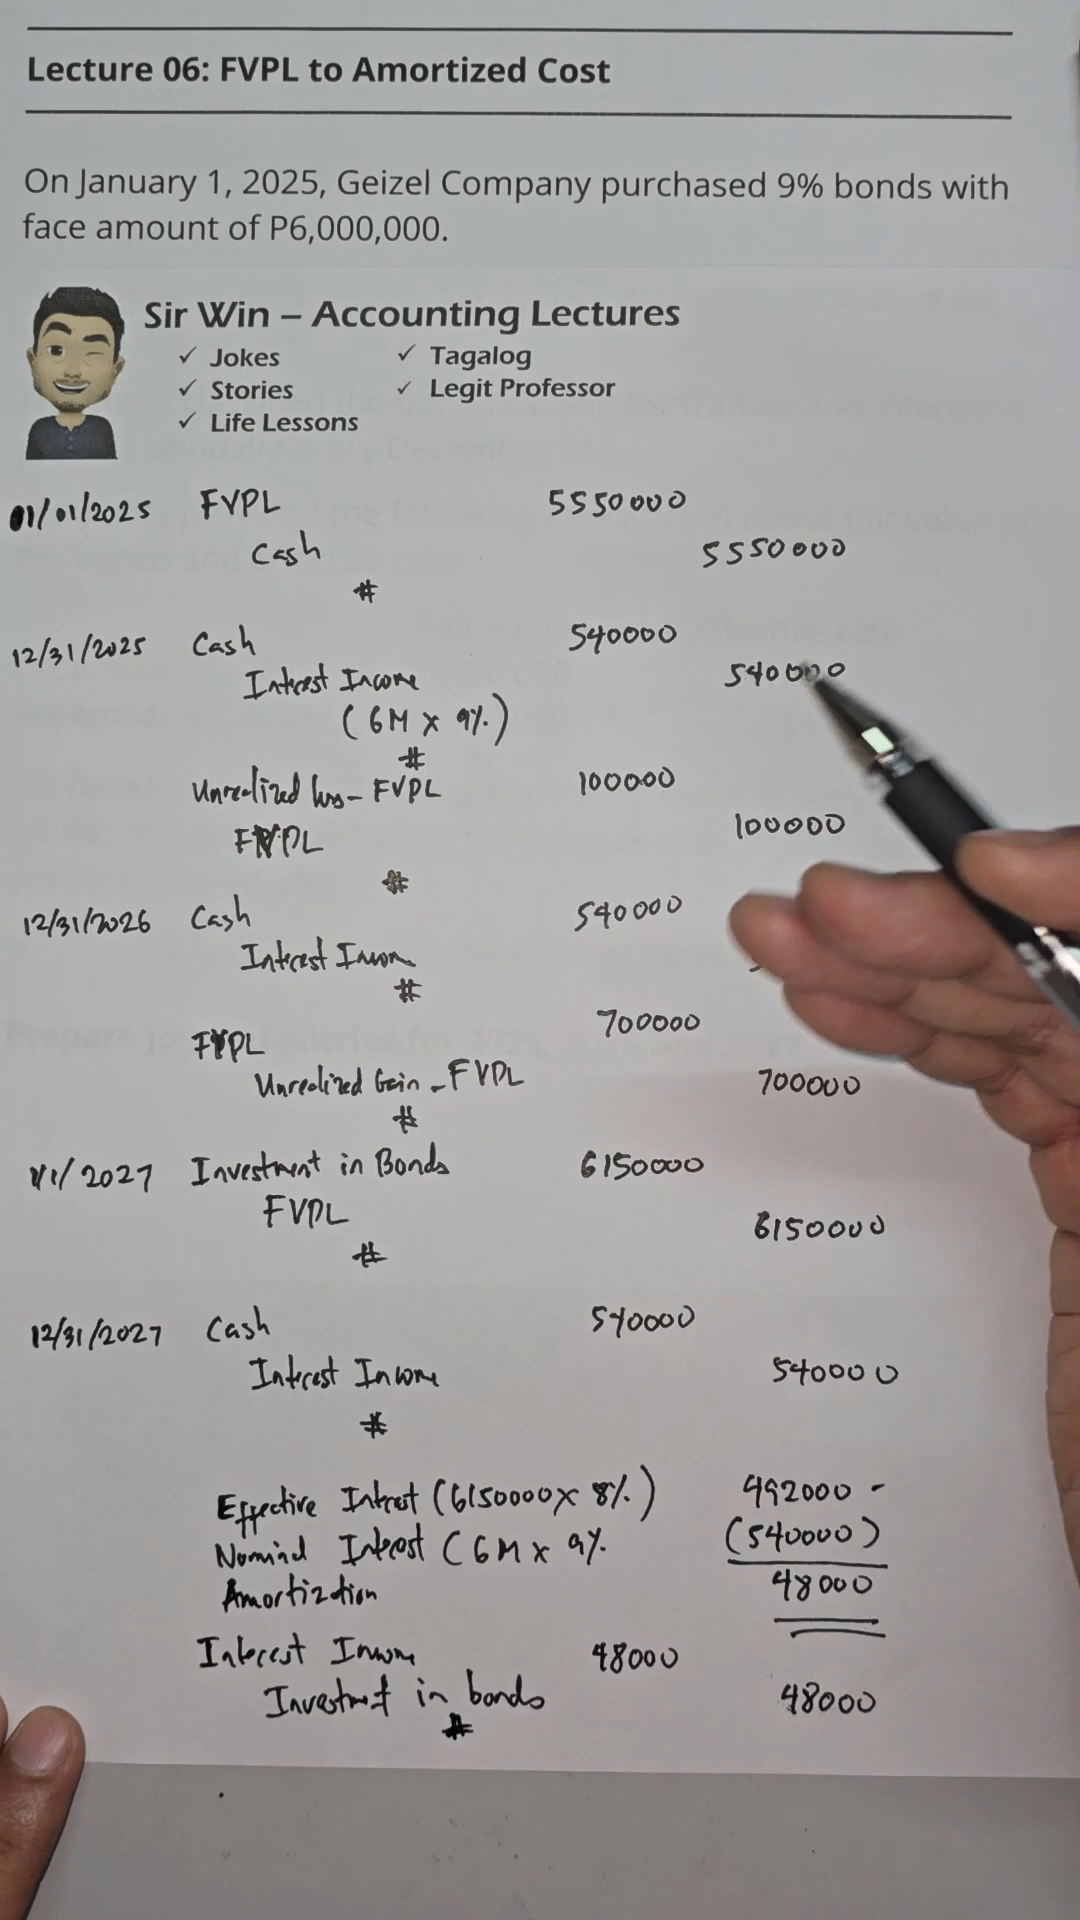 Lecture 06: FVPL to Amortized Cost
On January 1, 2025, Geizel Company purchased 9% bonds with
face amount of P6,000,000.
Sir Win – Accounting Lectures
✓ Jokes ✓ Tagalog
✓ Stories ✓ Legit Professor
✓ Life Lessons
01/01/2025 FVPL 5550000
Cash 5550000
#
12/31/2025 Cash 540000
Interest Income 540000
(6M x 9%)
#
Unrealized loss - FVPL 100000
FVPL 100000
#
12/31/2026 Cash 540000
Interest Incom
#
FVPL 700000
Unrealized Gain - FVPL 700000
#
1/1/2027 Investment in Bonds 6150000
FVPL 6150000
#
12/31/2027 Cash 540000
Interest Income 540000
#
Effective Interest (6150000 x 8%) 492000 -
Nominal Interest (6M x 9% (540000)
Amortization 48000
Interest Income 48000
Investment in bonds 48000
#